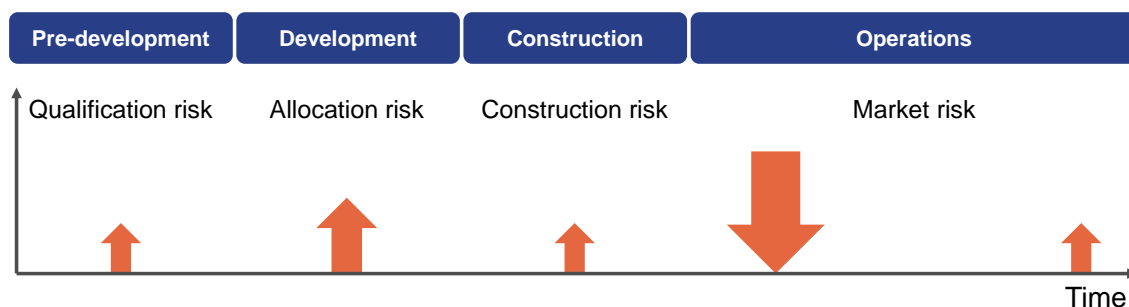 Pre-development Development Construction Operations
Qualification risk Allocation risk Construction risk Market risk
Time